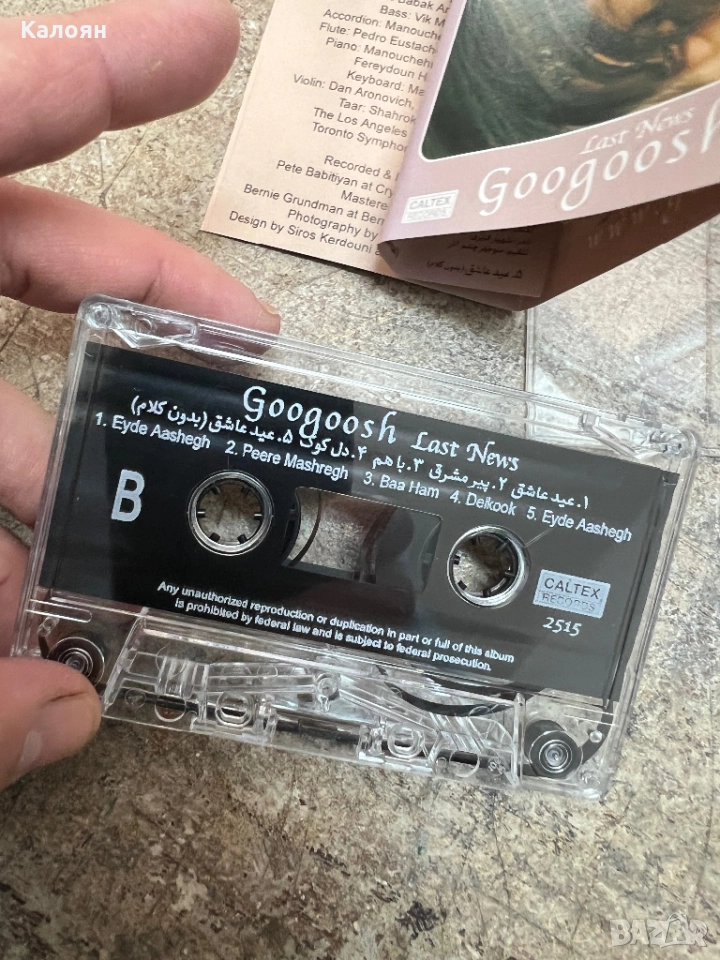 Калоян
Babak
Bass: Vik
Accordion: Manouche
Flute: Pedro Eustach
Piano: Manoucheh
Fereydoun
Keyboard:
Violin: Dan Aronovich,
Taar: Shahrok
The Los Angeles
Toronto Sympho
Recorded &
Pete Babitiyan at
Mastere
Bernie Grundman at
Photography by
Design by Siros Kerdouni
Last News
Googoosh
CALTEX
RECORDS
۵. عید عاشق (بدون کلام)
Googoosh Last News
۱. عید عاشق ۲. پیر مشرق ۳. با هم ۴. دل کوک ۵. عید عاشق (بدون کلام)
1. Eyde Aashegh 2. Peere Mashregh 3. Baa Ham 4. Delkook 5. Eyde Aashegh
B
CALTEX
RECORDS
2515
Any unauthorized reproduction or duplication in part or full of this album
is prohibited by federal law and is subject to federal prosecution.
BAZAR